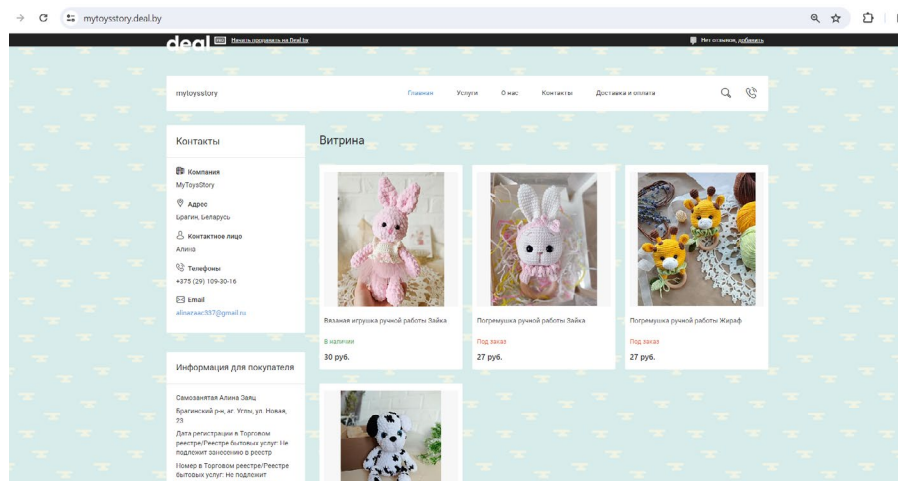 mytoysstory.deal.by
deal
Начать продавать на Deal.by
Нет отзывов, добавить
mytoysstory
Главная Услуги О нас Контакты Доставка и оплата
Контакты
Компания
MyToysStory
Адрес
Брагин, Беларусь
Контактное лицо
Алина
Телефоны
+375 (29) 109-30-16
Email
Информация для покупателя
Самозанятая Алина Заяц
Брагинский р-н, аг. Углы, ул. Новая,
23
Дата регистрации в Торговом
реестре/Реестре бытовых услуг: Не
подлежит занесению в реестр
Номер в Торговом реестре/Реестре
бытовых услуг: Не подлежит
Витрина
Вязаная игрушка ручной работы Зайка
В наличии
30 руб.
Погремушка ручной работы Зайка
Под заказ
27 руб.
Погремушка ручной работы Жираф
Под заказ
27 руб.